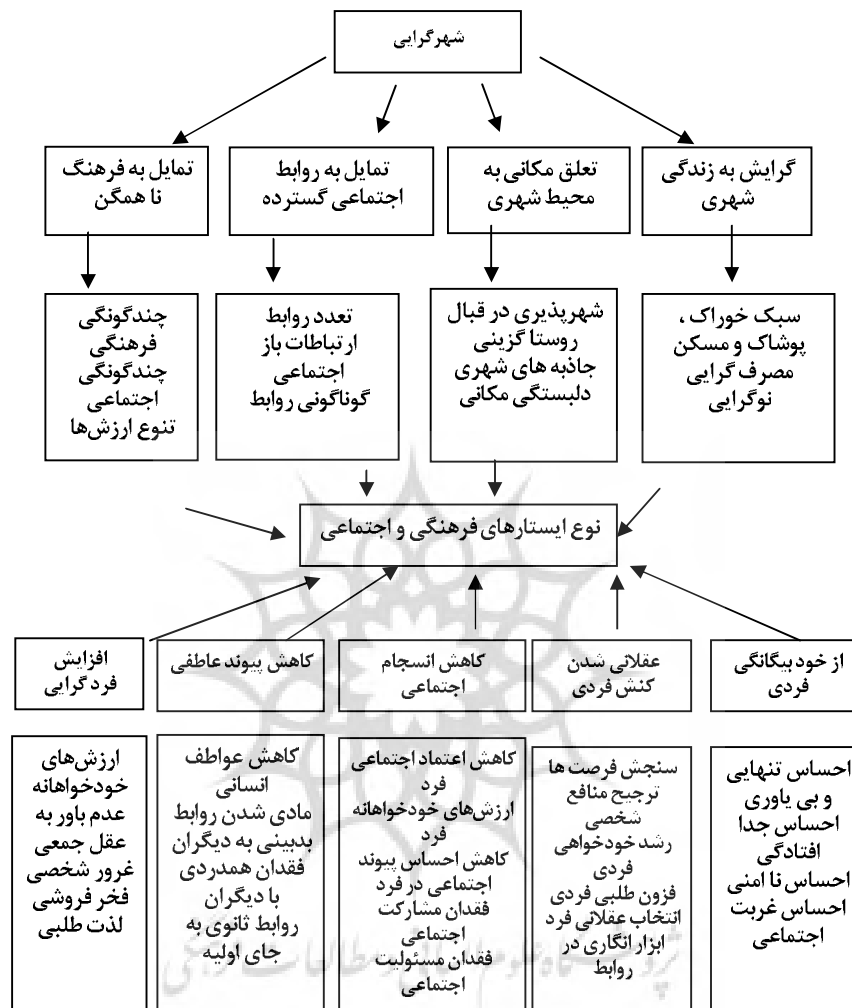 شهرگرایی
گرایش به زندگی
شهری
تعلق مکانی به
محیط شهری
تمایل به روابط
اجتماعی گسترده
تمایل به فرهنگ
نا همگن
سبک خوراک ،
پوشاک و مسکن
مصرف گرایی
نوگرایی
شهرپذیری در قبال
روستا گزینی
جاذبه های شهری
دلبستگی مکانی
تعدد روابط
ارتباطات باز
اجتماعی
گوناگونی روابط
چندگونگی
فرهنگی
چندگونگی
اجتماعی
تنوع ارزش‌ها
نوع ایستارهای فرهنگی و اجتماعی
از خودبیگانگی
فردی
عقلانی شدن
کنش فردی
کاهش انسجام
اجتماعی
کاهش پیوند عاطفی
افزایش
فردگرایی
احساس تنهایی
و بی یاوری
احساس جدا
افتادگی
احساس نا امنی
احساس غربت
اجتماعی
سنجش فرصت ها
ترجیح منافع
شخصی
رشد خودخواهی
فردی
فزون طلبی فردی
انتخاب عقلانی فرد
ابزار انگاری در
روابط
کاهش اعتماد اجتماعی
فرد
ارزش‌های خودخواهانه
فرد
کاهش احساس پیوند
اجتماعی در فرد
فقدان مشارکت
اجتماعی
فقدان مسئولیت
اجتماعی
کاهش عواطف
انسانی
مادی شدن روابط
بدبینی به دیگران
فقدان همدردی
با دیگران
روابط ثانوی به
جای اولیه
ارزش‌های
خودخواهانه
عدم باور به
عقل جمعی
غرور شخصی
فخر فروشی
لذت طلبی